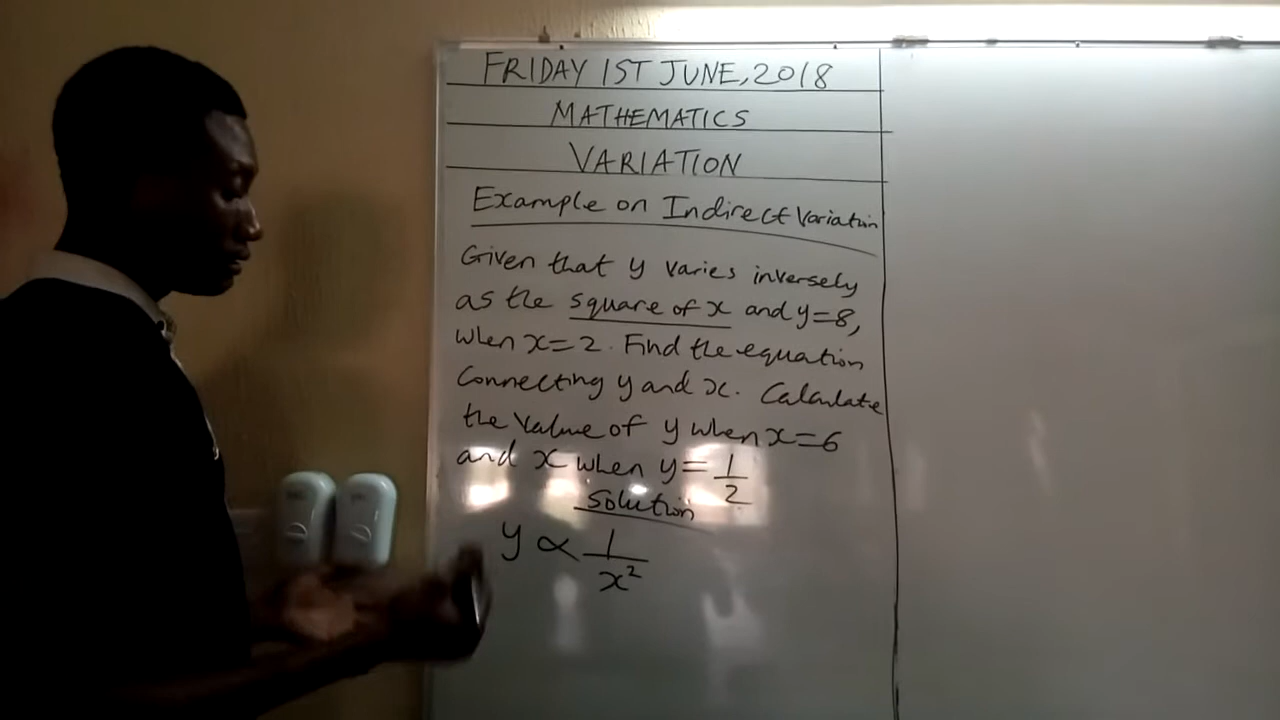 FRIDAY 1ST JUNE, 2018
MATHEMATICS
VARIATION
Example on Indirect Variation
Given that y varies inversely
as the square of x and y=8,
when x=2. Find the equation
Connecting y and x. Calculate
the value of y when x=6
and x when y=1/2
Solution
y ∝ 1/x²